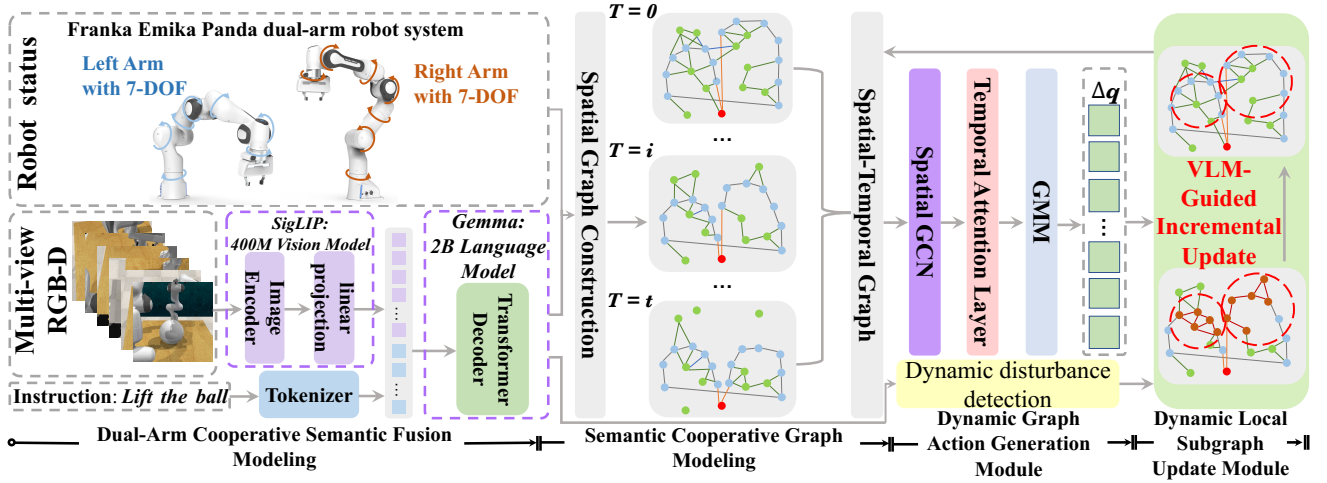 Robot status
Franka Emika Panda dual-arm robot system
Left Arm
with 7-DOF
Right Arm
with 7-DOF
Multi-view
RGB-D
SigLIP:
400M Vision Model
Image
Encoder
linear
projection
Gemma:
2B Language
Model
Transformer
Decoder
...
...
Instruction: Lift the ball
Tokenizer
Spatial Graph Construction
T = 0
...
T = i
...
T = t
Spatial-Temporal Graph
Spatial GCN
Temporal Attention
Layer
GMM
Δq
...
Dynamic disturbance
detection
VLM-
Guided
Incremental
Update
Dual-Arm Cooperative Semantic Fusion
Modeling
Semantic Cooperative Graph
Modeling
Dynamic Graph
Action Generation
Module
Dynamic Local
Subgraph
Update Module